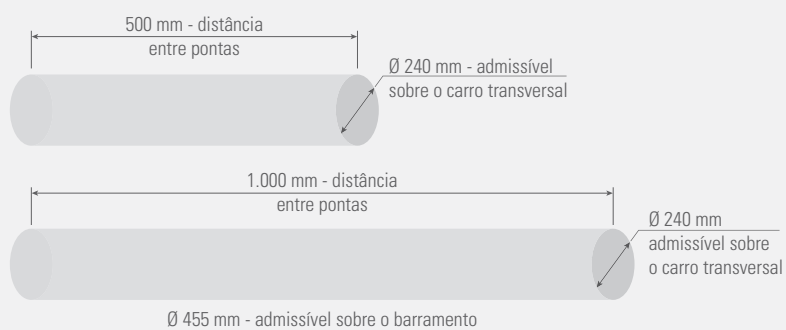 500 mm - distância
entre pontas
Ø 240 mm - admissível
sobre o carro transversal
1.000 mm - distância
entre pontas
Ø 240 mm
admissível sobre
o carro transversal
Ø 455 mm - admissível sobre o barramento